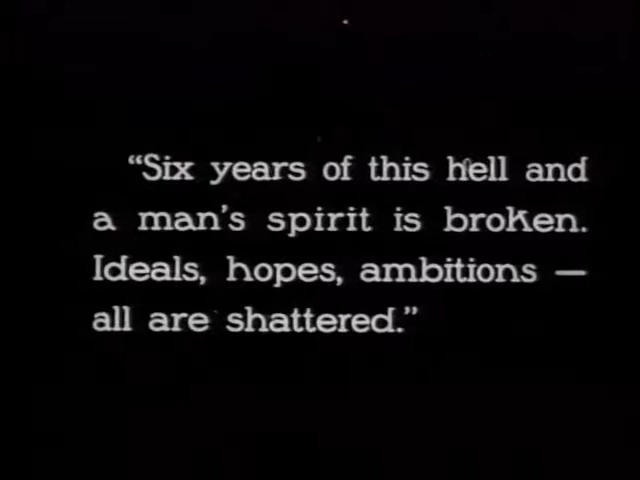 “Six years of this hell and
a man's spirit is broken.
Ideals, hopes, ambitions —
all are shattered.”